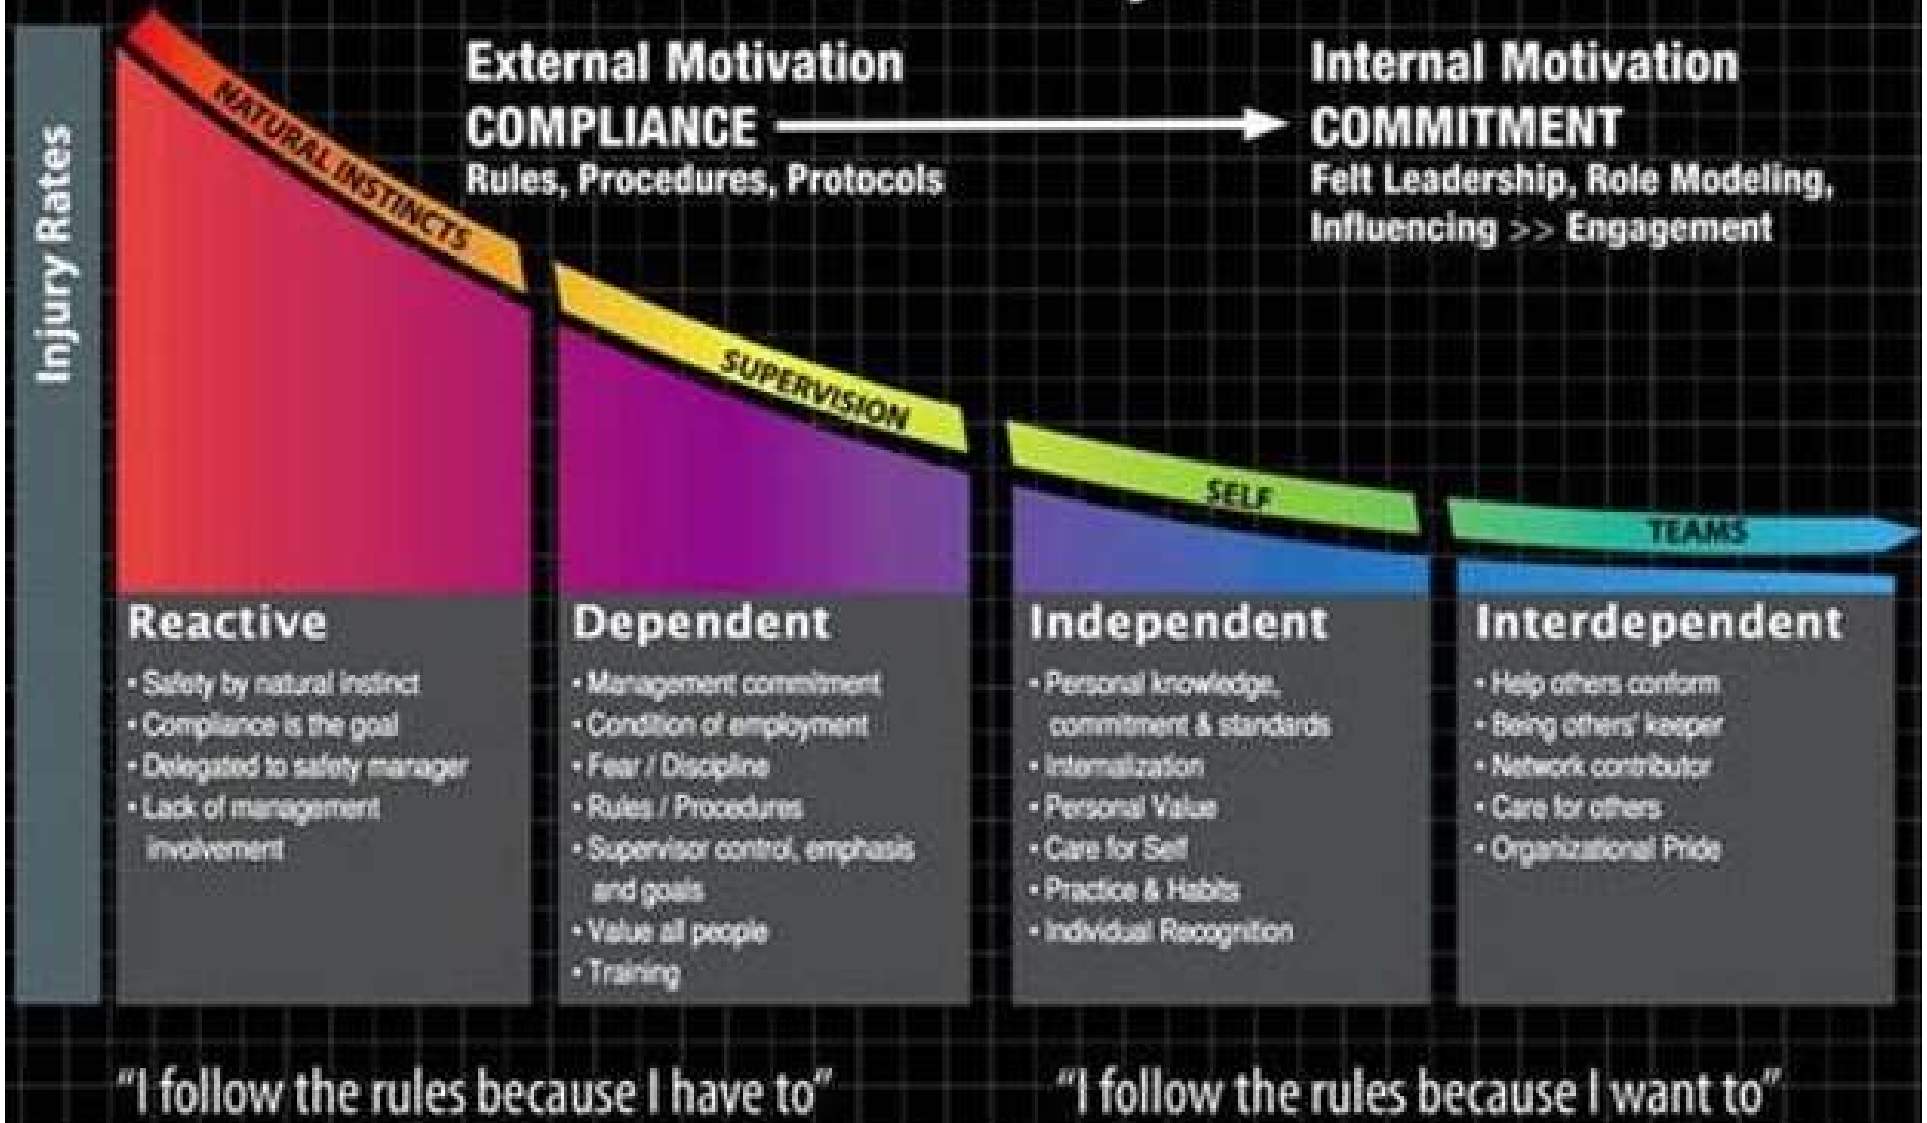 External Motivation
COMPLIANCE
Rules, Procedures, Protocols
Internal Motivation
COMMITMENT
Felt Leadership, Role Modeling,
Influencing >> Engagement
Injury Rates
NATURAL INSTINCTS
SUPERVISION
SELF
TEAMS
Reactive
• Safety by natural instinct
• Compliance is the goal
• Delegated to safety manager
• Lack of management
involvement
Dependent
• Management commitment
• Condition of employment
• Fear / Discipline
• Rules / Procedures
• Supervisor control, emphasis
and goals
• Value all people
• Training
Independent
• Personal knowledge,
commitment & standards
• Internalization
• Personal Value
• Care for Self
• Practice & Habits
• Individual Recognition
Interdependent
• Help others conform
• Being others' keeper
• Network contributor
• Care for others
• Organizational Pride
"I follow the rules because I have to"
"I follow the rules because I want to"